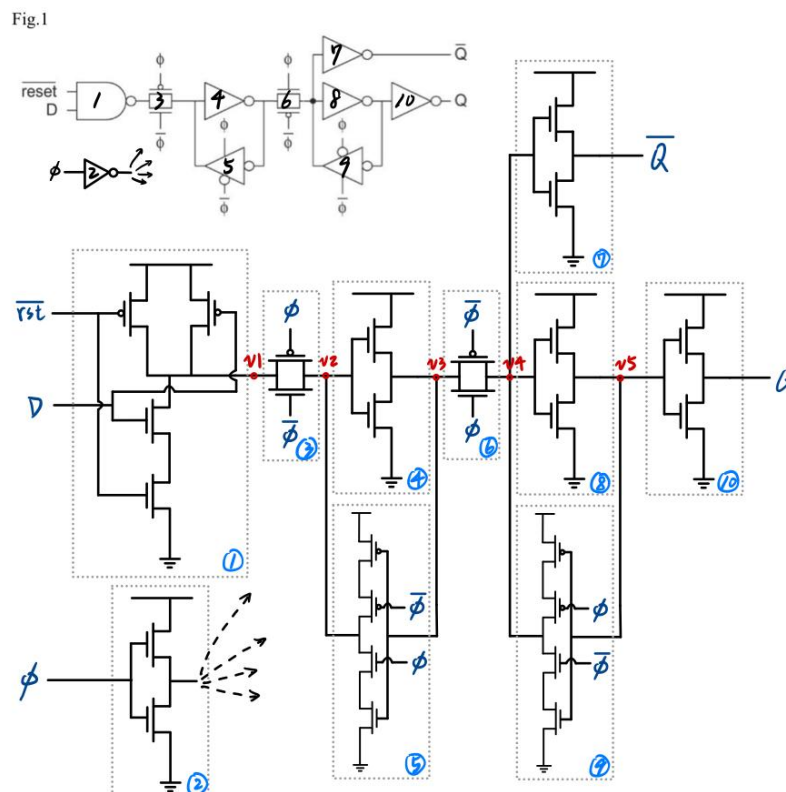 Fig.1
ϕ
ϕ
7
Q̅
reset̅
D
1
3
4
6
8
10
Q
ϕ̅
ϕ
ϕ̅
ϕ̅
ϕ
2
5
9
ϕ̅
ϕ̅
Q̅
⑦
rst̅
D
①
v1
ϕ
ϕ̅
③
v2
④
v3
ϕ̅
ϕ
⑥
v4
⑧
v5
⑩
ϕ̅
ϕ
⑤
ϕ
ϕ̅
⑨
ϕ
②